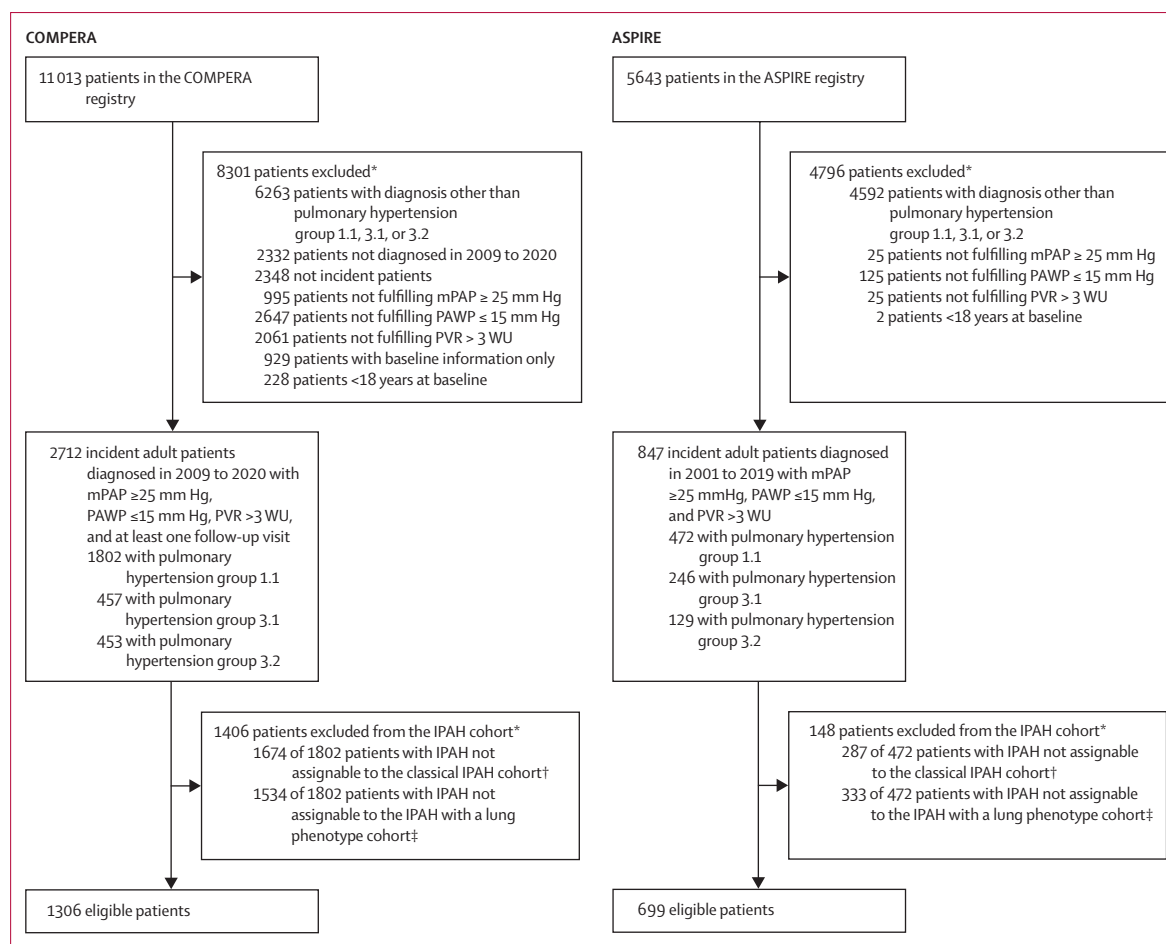 COMPERA
11 013 patients in the COMPERA
registry
8301 patients excluded*
6263 patients with diagnosis other than
pulmonary hypertension
group 1.1, 3.1, or 3.2
2332 patients not diagnosed in 2009 to 2020
2348 not incident patients
995 patients not fulfilling mPAP ≥ 25 mm Hg
2647 patients not fulfilling PAWP ≤ 15 mm Hg
2061 patients not fulfilling PVR > 3 WU
929 patients with baseline information only
228 patients <18 years at baseline
2712 incident adult patients
diagnosed in 2009 to 2020 with
mPAP ≥25 mm Hg,
PAWP ≤15 mm Hg, PVR >3 WU,
and at least one follow-up visit
1802 with pulmonary
hypertension group 1.1
457 with pulmonary
hypertension group 3.1
453 with pulmonary
hypertension group 3.2
1406 patients excluded from the IPAH cohort*
1674 of 1802 patients with IPAH not
assignable to the classical IPAH cohort†
1534 of 1802 patients with IPAH not
assignable to the IPAH with a lung
phenotype cohort‡
1306 eligible patients
ASPIRE
5643 patients in the ASPIRE registry
4796 patients excluded*
4592 patients with diagnosis other than
pulmonary hypertension
group 1.1, 3.1, or 3.2
25 patients not fulfilling mPAP ≥ 25 mm Hg
125 patients not fulfilling PAWP ≤ 15 mm Hg
25 patients not fulfilling PVR > 3 WU
2 patients <18 years at baseline
847 incident adult patients diagnosed
in 2001 to 2019 with mPAP
≥25 mmHg, PAWP ≤15 mm Hg,
and PVR >3 WU
472 with pulmonary hypertension
group 1.1
246 with pulmonary hypertension
group 3.1
129 with pulmonary hypertension
group 3.2
148 patients excluded from the IPAH cohort*
287 of 472 patients with IPAH not assignable
to the classical IPAH cohort†
333 of 472 patients with IPAH not assignable
to the IPAH with a lung phenotype cohort‡
699 eligible patients